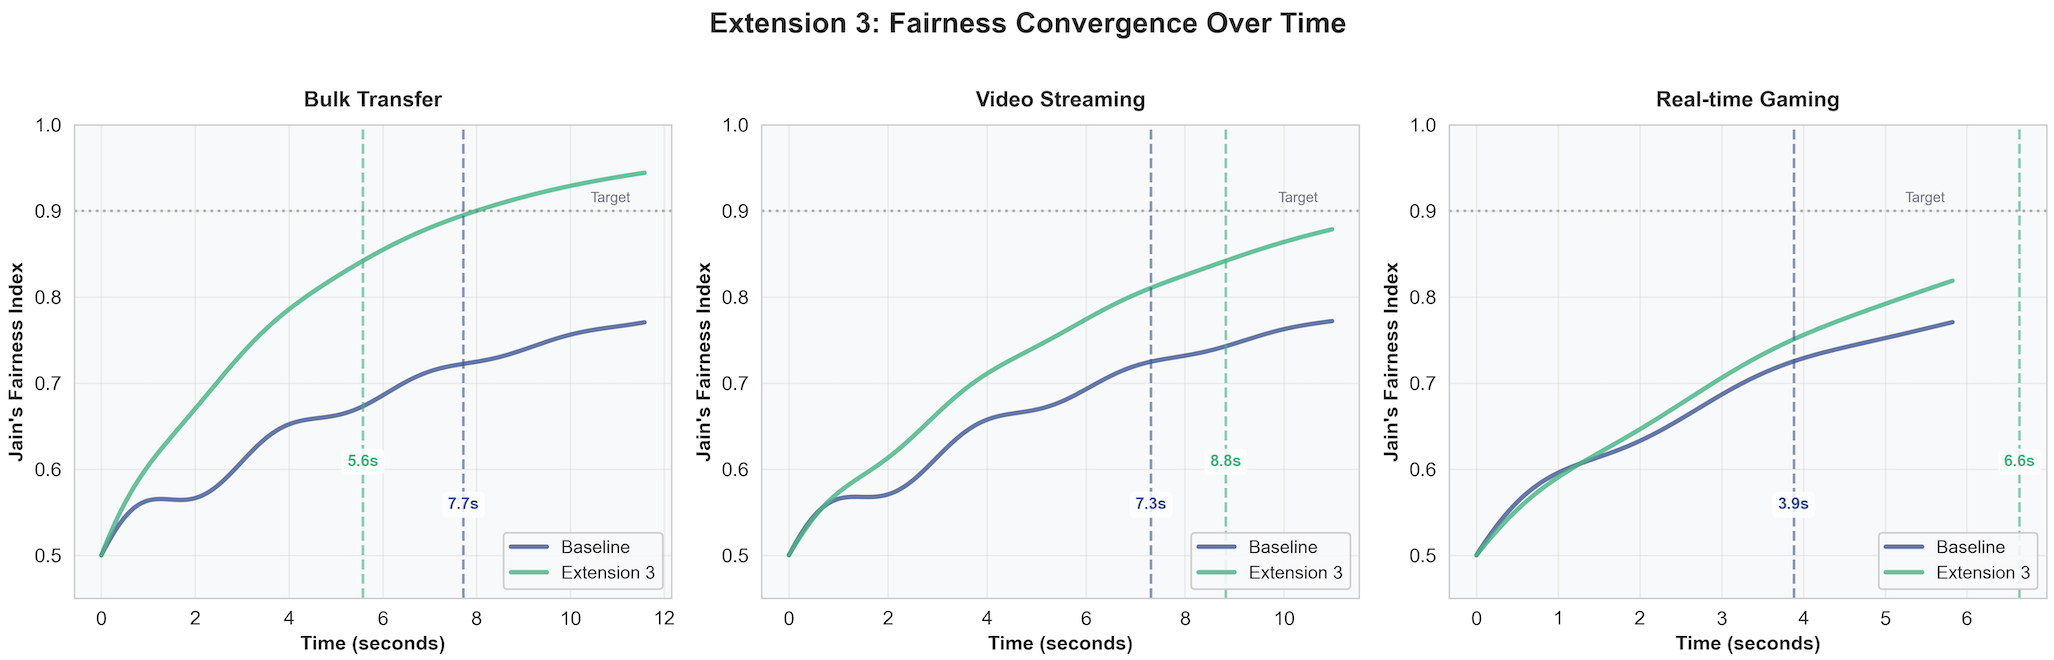 Extension 3: Fairness Convergence Over Time
Bulk Transfer
Jain's Fairness Index
1.0
0.9
0.8
0.7
0.6
0.5
Target
5.6s
7.7s
Baseline
Extension 3
0 2 4 6 8 10 12
Time (seconds)
Video Streaming
Jain's Fairness Index
1.0
0.9
0.8
0.7
0.6
0.5
Target
8.8s
7.3s
Baseline
Extension 3
0 2 4 6 8 10
Time (seconds)
Real-time Gaming
Jain's Fairness Index
1.0
0.9
0.8
0.7
0.6
0.5
Target
6.6s
3.9s
Baseline
Extension 3
0 1 2 3 4 5 6
Time (seconds)